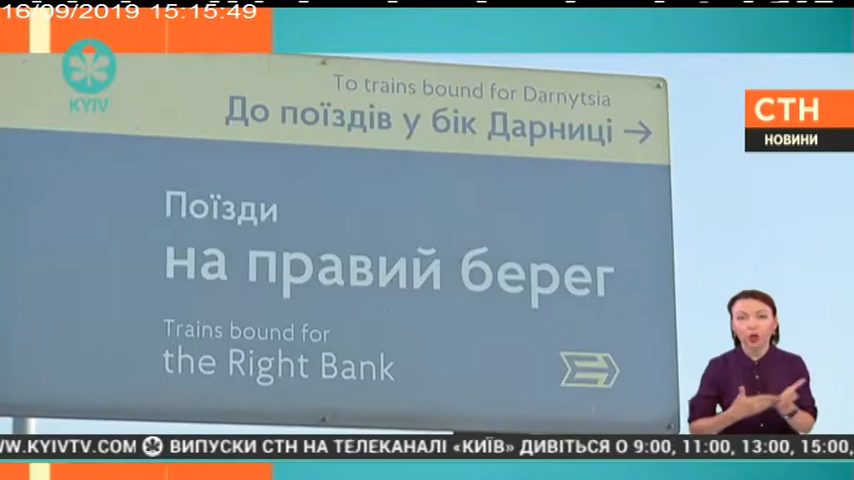 16/09/2019 15:15:49
KYIV
To trains bound for Darnytsia
До поїздів у бік Дарниці →
СТН
НОВИНИ
Поїзди
на правий берег
Trains bound for
the Right Bank
WWW.KYIVTV.COM ВИПУСКИ СТН НА ТЕЛЕКАНАЛІ «КИЇВ» ДИВІТЬСЯ О 9:00, 11:00, 13:00, 15:00,